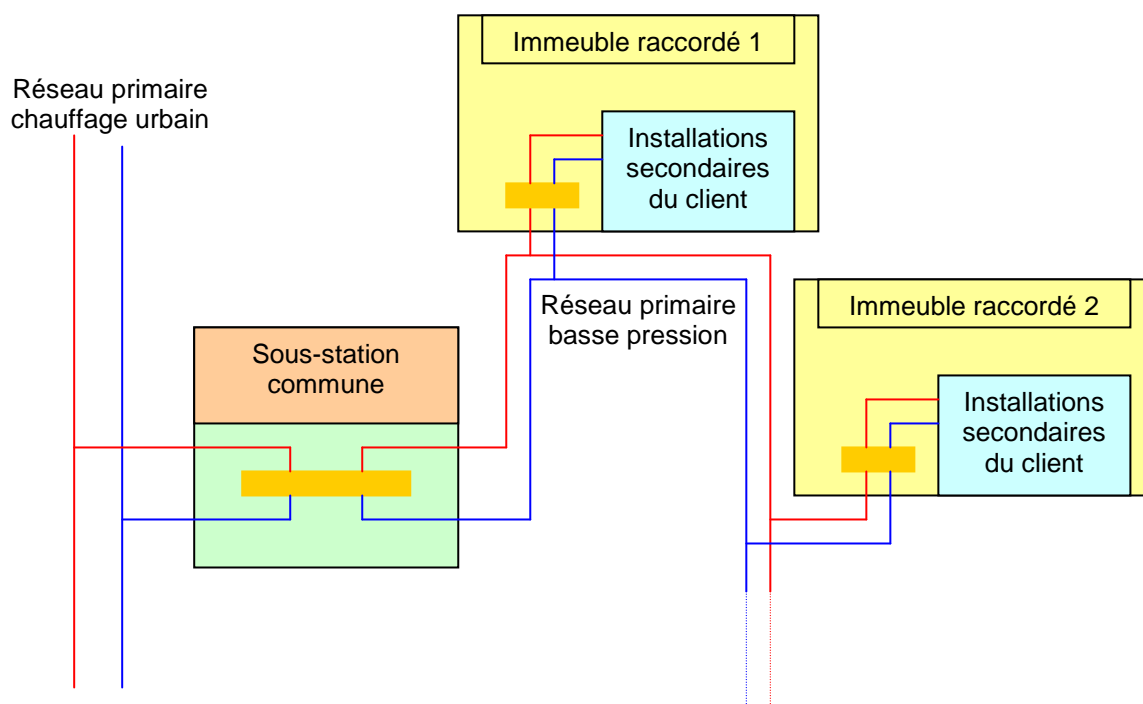 Immeuble raccordé 1
Réseau primaire
chauffage urbain
Installations
secondaires
du client
Réseau primaire
basse pression
Immeuble raccordé 2
Sous-station
commune
Installations
secondaires
du client